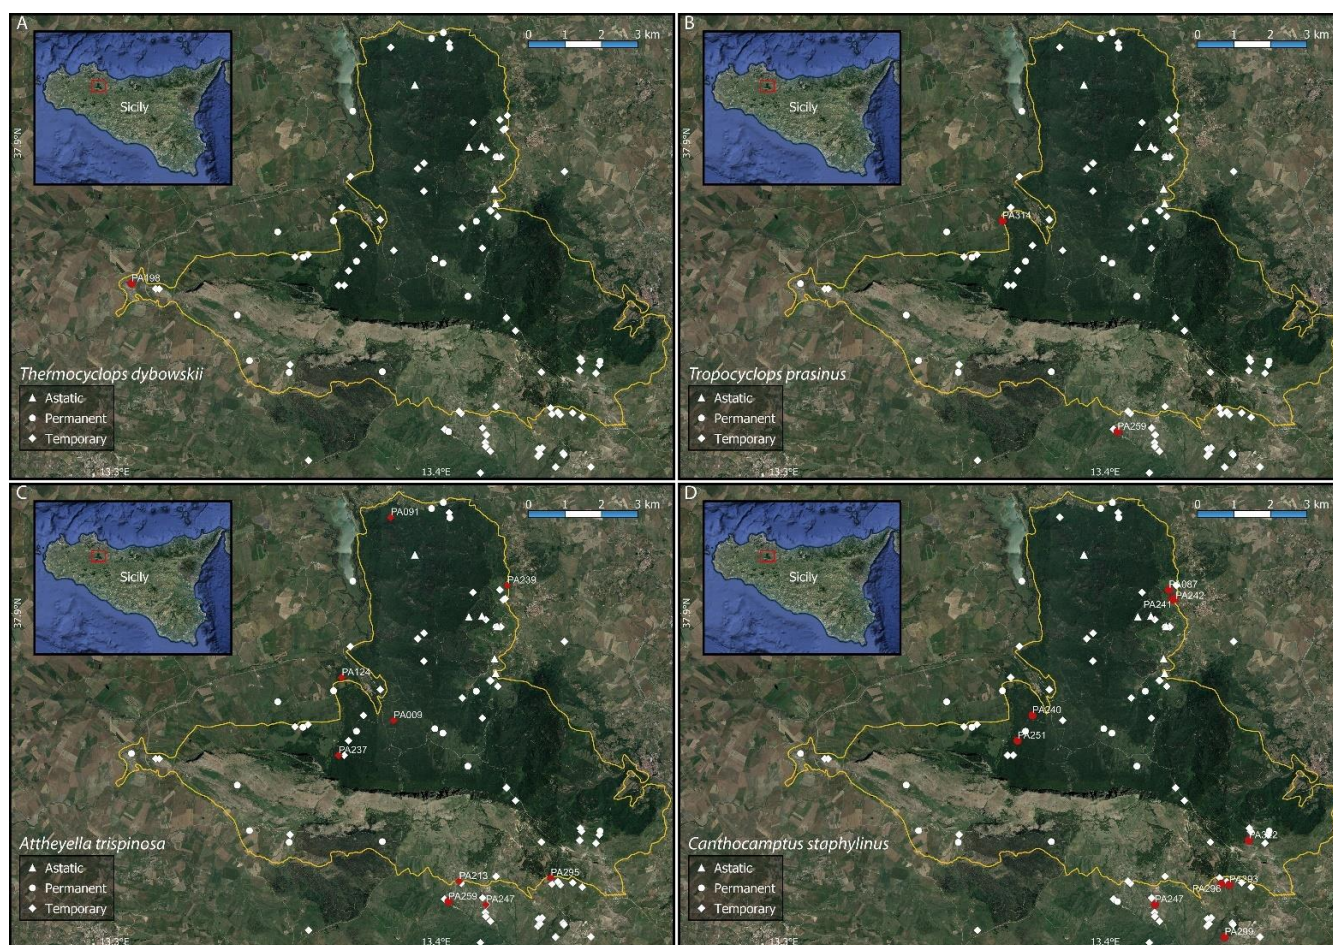 A
Sicily
0 1 2 3 km
37.9°N
PA198
Thermocyclops dybowskii
Astatic
Permanent
Temporary
13.3°E
13.4°E
B
Sicily
0 1 2 3 km
37.9°N
PA314
Tropocyclops prasinus
Astatic
Permanent
Temporary
PA259
13.3°E
13.4°E
C
Sicily
0 1 2 3 km
37.9°N
PA091
PA239
PA124
PA009
PA237
Attheyella trispinosa
Astatic
Permanent
Temporary
PA213
PA295
PA259
PA247
13.3°E
13.4°E
D
Sicily
0 1 2 3 km
37.9°N
PA087
PA242
PA241
PA240
PA251
Canthocamptus staphylinus
Astatic
Permanent
Temporary
PA296
PA247
PA299
13.3°E
13.4°E